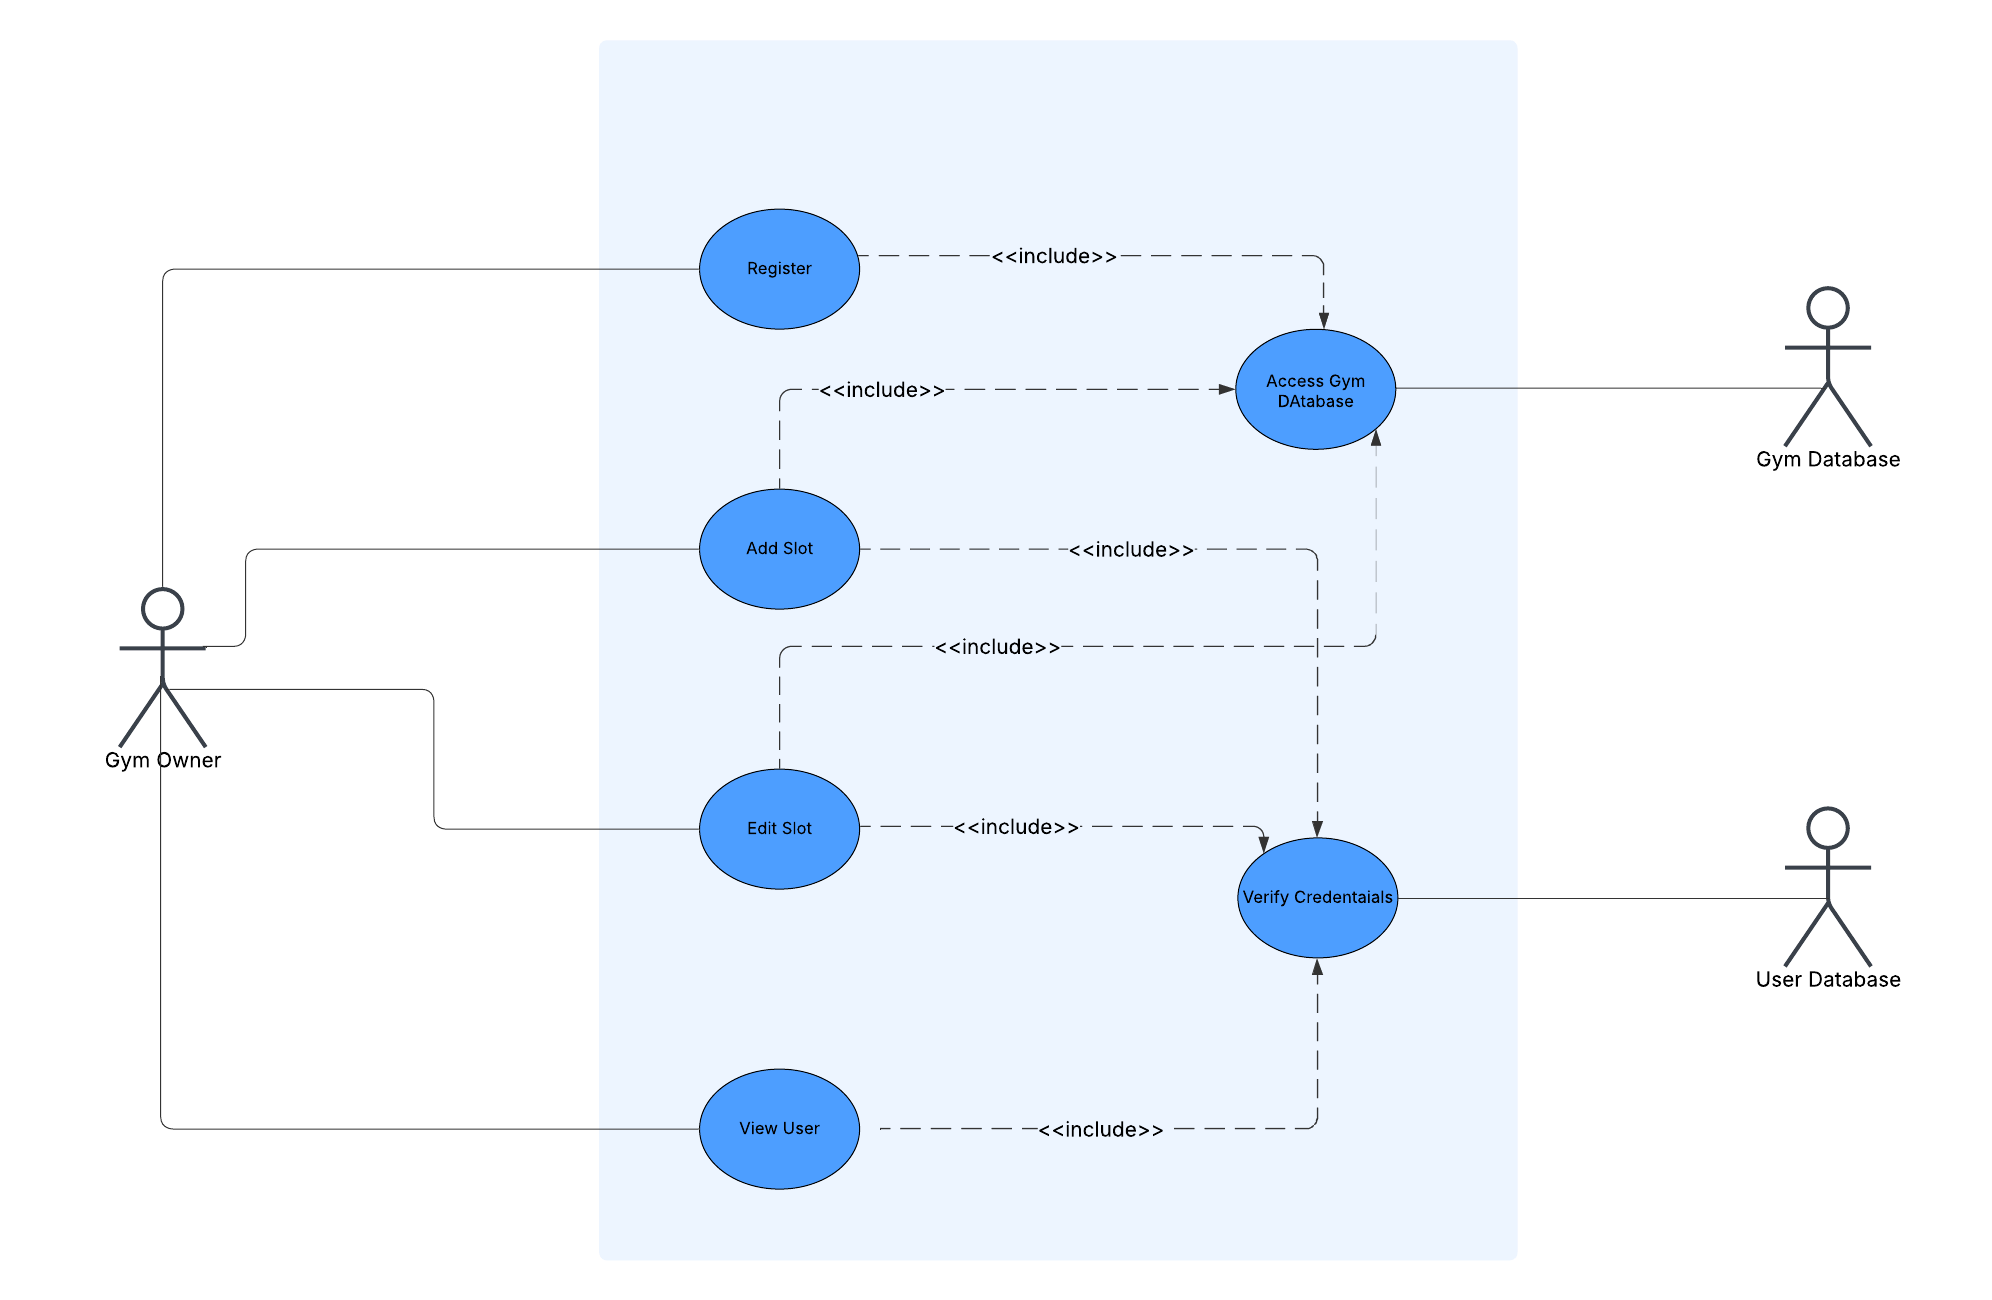 Register
<<include>>
Access Gym
DAtabase
<<include>>
Gym Database
Add Slot
<<include>>
<<include>>
Gym Owner
Edit Slot
<<include>>
Verify Credentaials
User Database
View User
<<include>>